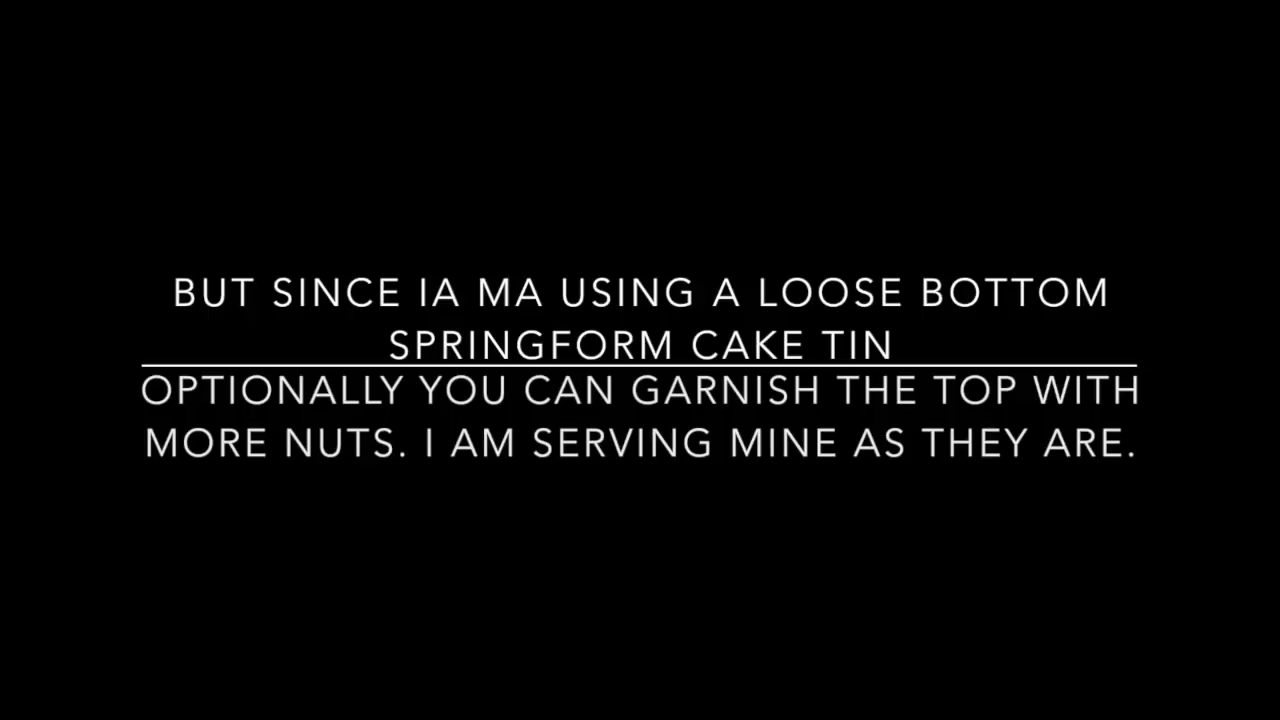 BUT SINCE IA MA USING A LOOSE BOTTOM
SPRINGFORM CAKE TIN
OPTIONALLY YOU CAN GARNISH THE TOP WITH
MORE NUTS. I AM SERVING MINE AS THEY ARE.